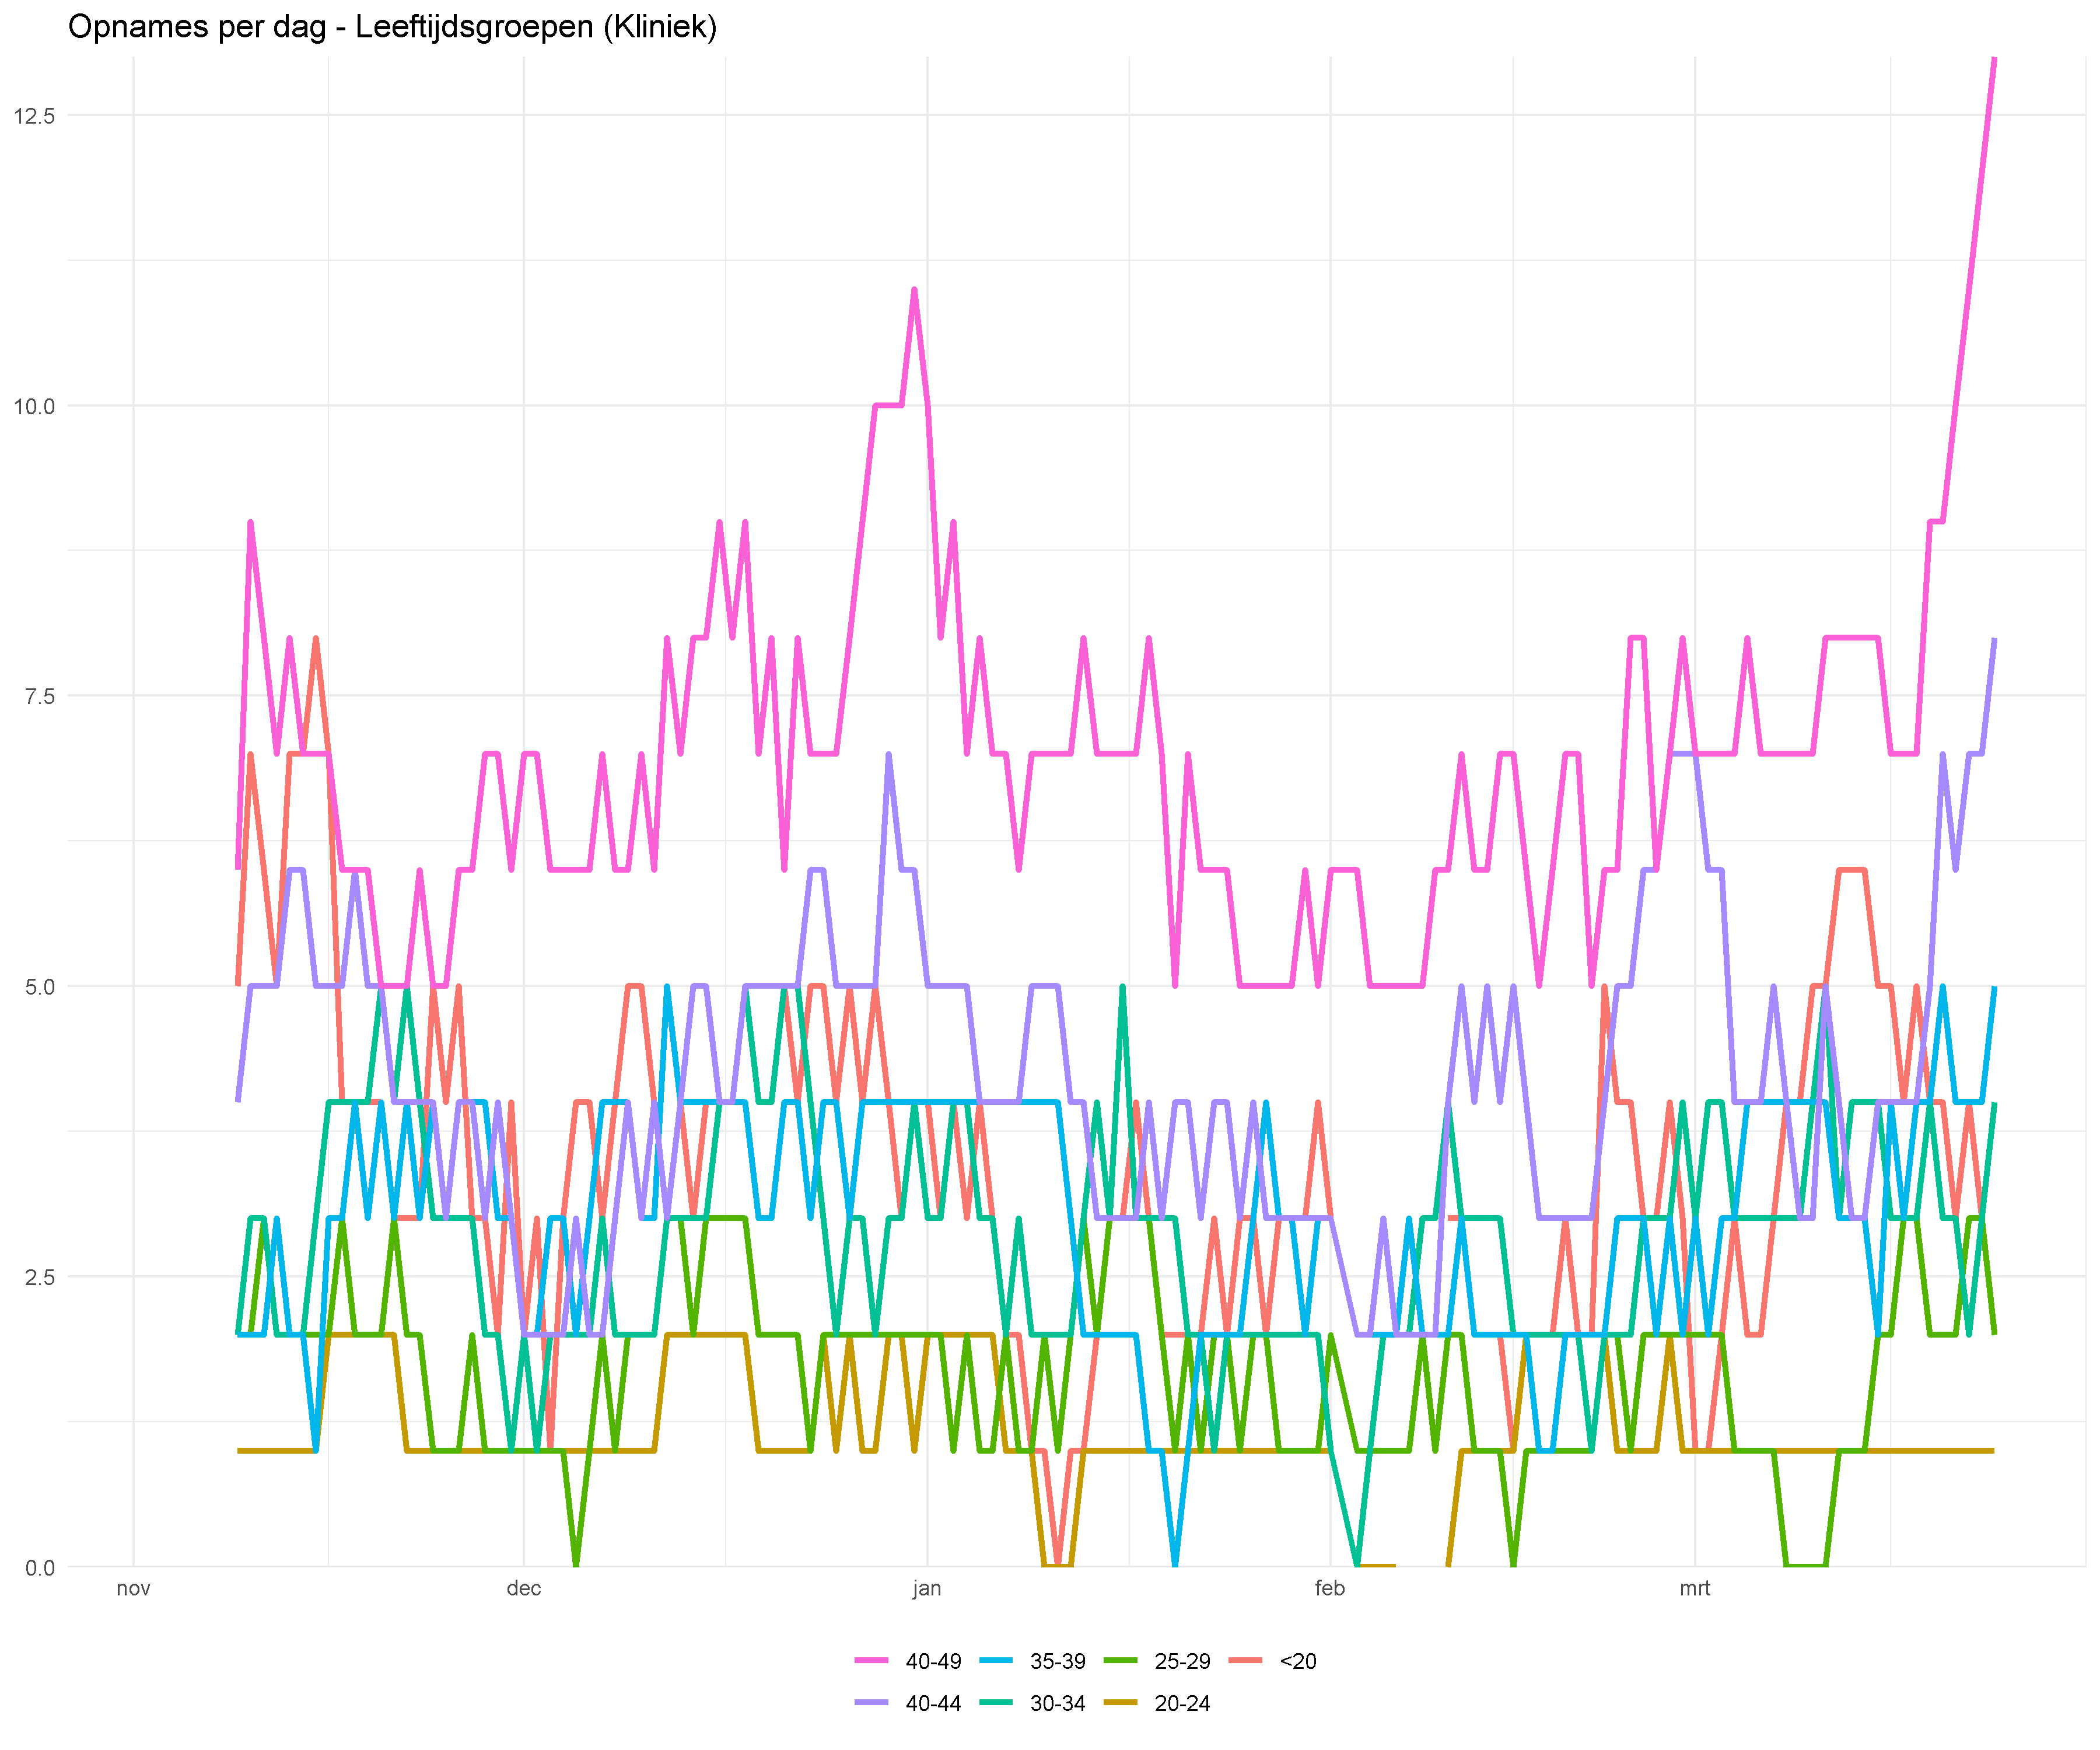 Opnames per dag - Leeftijdsgroepen (Kliniek)
12.5
10.0
7.5
5.0
2.5
0.0
nov dec jan feb mrt
40-49 35-39 25-29 <20
40-44 30-34 20-24